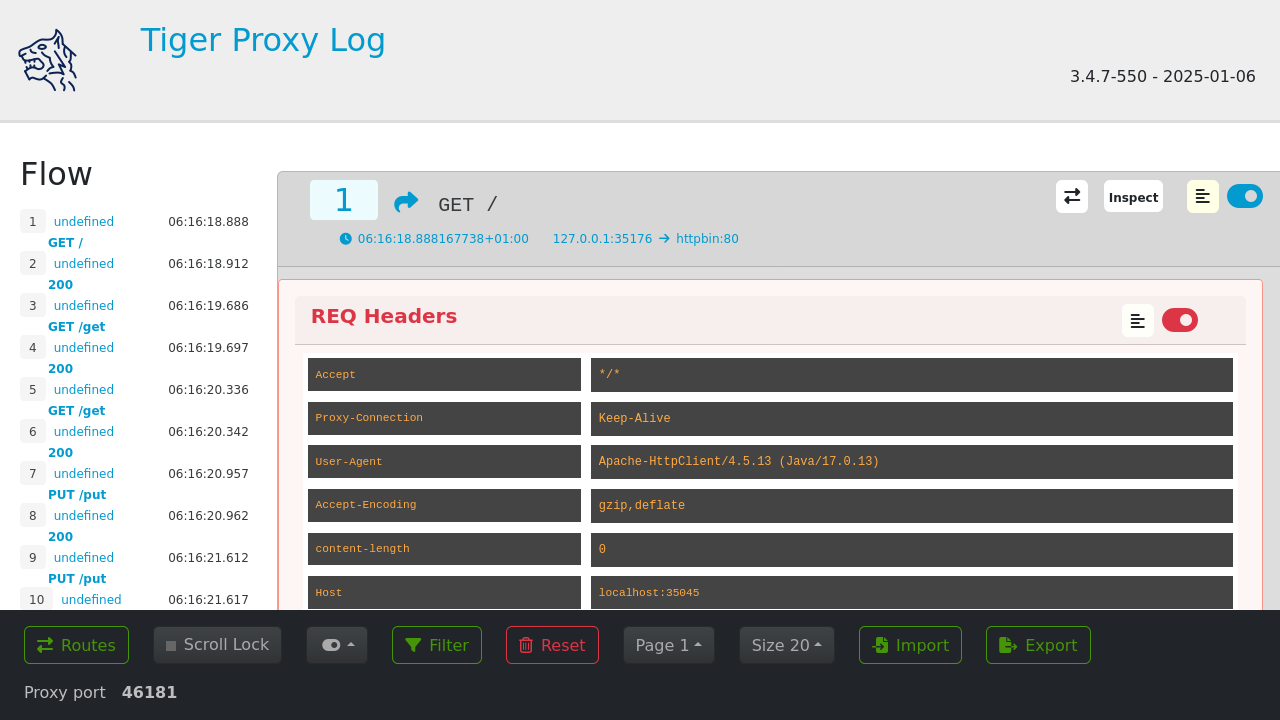 Tiger Proxy Log
3.4.7-550 - 2025-01-06
Flow
1 undefined 06:16:18.888
GET /
2 undefined 06:16:18.912
200
3 undefined 06:16:19.686
GET /get
4 undefined 06:16:19.697
200
5 undefined 06:16:20.336
GET /get
6 undefined 06:16:20.342
200
7 undefined 06:16:20.957
PUT /put
8 undefined 06:16:20.962
200
9 undefined 06:16:21.612
PUT /put
10 undefined 06:16:21.617
1 GET / Inspect
06:16:18.888167738+01:00 127.0.0.1:35176 → httpbin:80
REQ Headers
Accept */*
Proxy-Connection Keep-Alive
User-Agent Apache-HttpClient/4.5.13 (Java/17.0.13)
Accept-Encoding gzip,deflate
content-length 0
Host localhost:35045
Routes Scroll Lock Filter Reset Page 1 Size 20 Import Export
Proxy port 46181